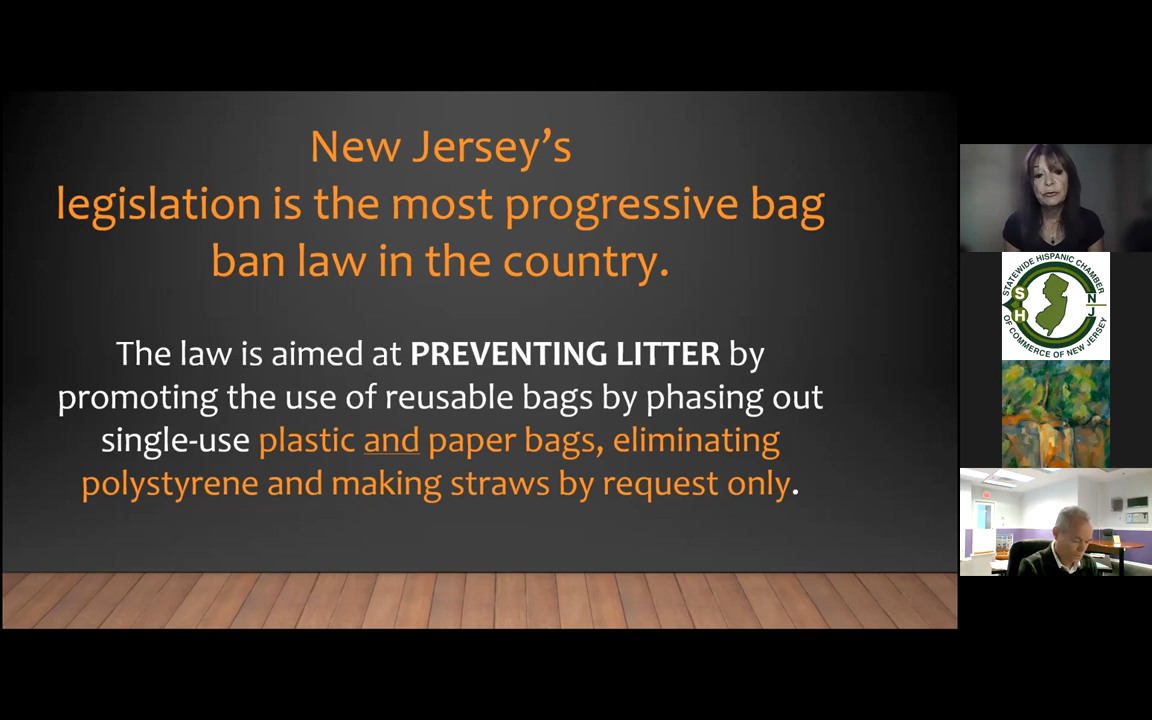 New Jersey’s
legislation is the most progressive bag
ban law in the country.
The law is aimed at PREVENTING LITTER by
promoting the use of reusable bags by phasing out
single-use plastic and paper bags, eliminating
polystyrene and making straws by request only.
STATEWIDE HISPANIC CHAMBER
S N
H J
OF COMMERCE OF NEW JERSEY